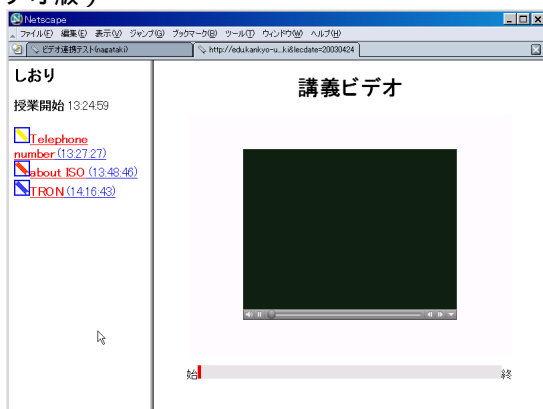 Netscape
ファイル(F) 編集(E) 表示(V) ジャンプ(G) ブックマーク(B) ツール(T) ウィンドウ(W) ヘルプ(H)
ビデオ連携テスト(nagataki) http://edukankyo-u...ki&lecdate=20030424
しおり
講義ビデオ
授業開始 13:24:59
Telephone
number (13:27:27)
about ISO (13:48:46)
TRON (14:16:43)
始 終